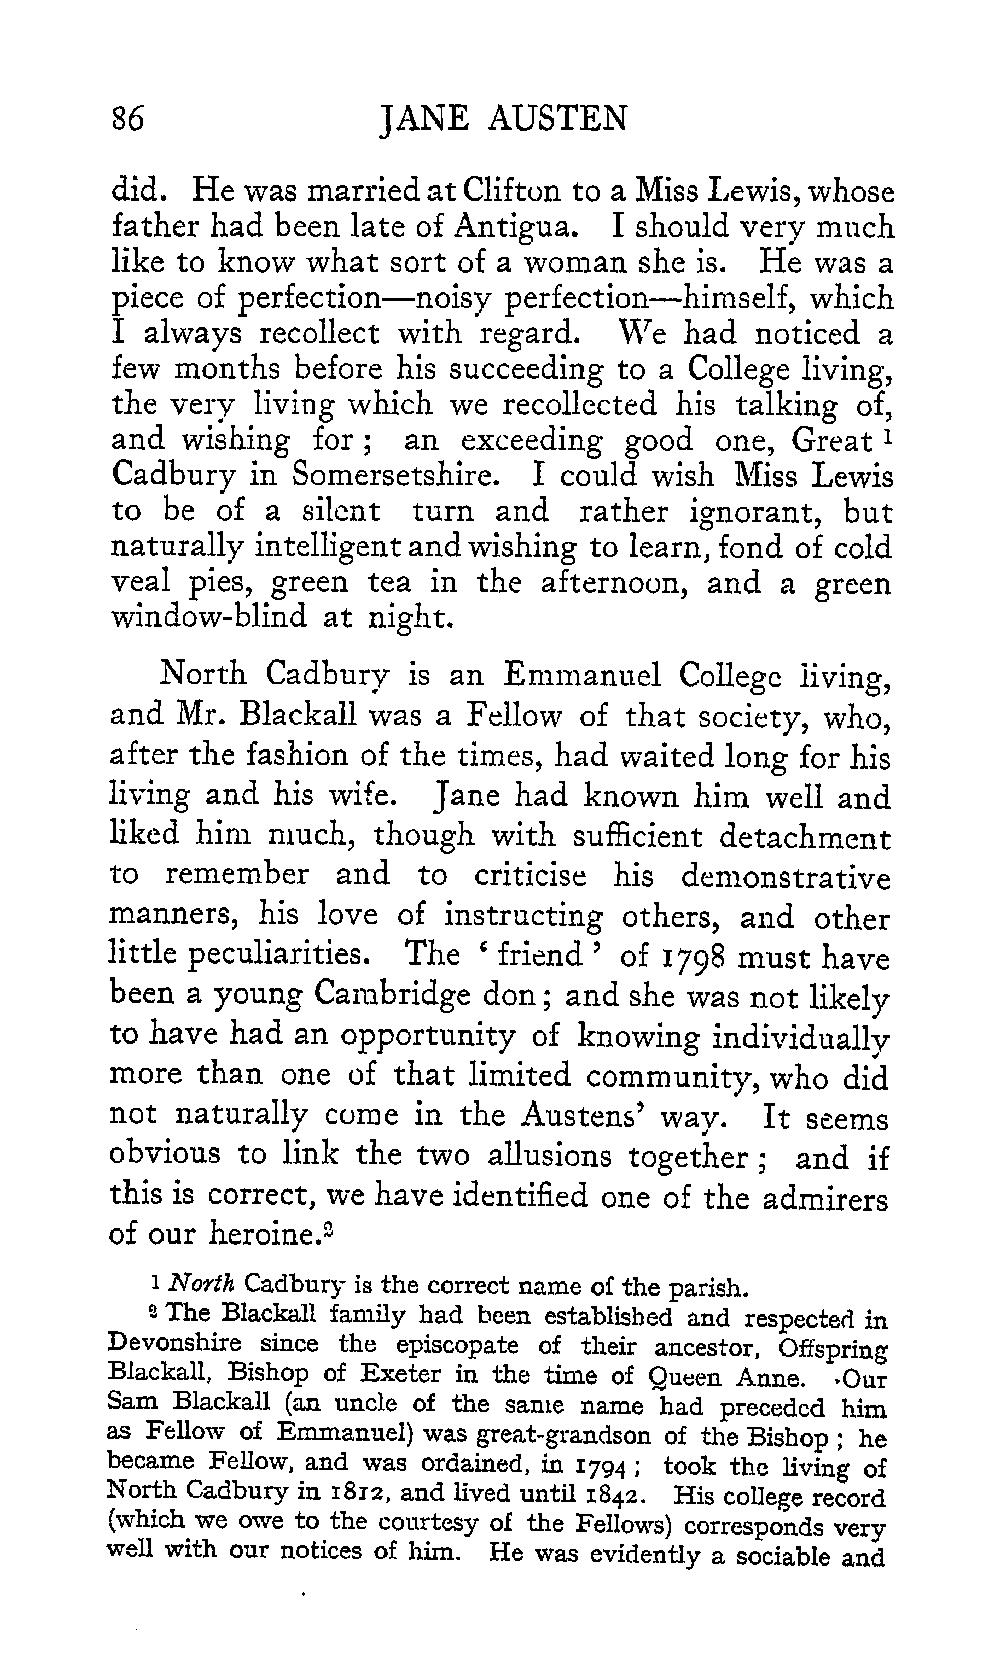 86 JANE AUSTEN
did. He was married at Clifton to a Miss Lewis, whose
father had been late of Antigua. I should very much
like to know what sort of a woman she is. He was a
piece of perfection—noisy perfection—himself, which
I always recollect with regard. We had noticed a
few months before his succeeding to a College living,
the very living which we recollected his talking of,
and wishing for ; an exceeding good one, Great ¹
Cadbury in Somersetshire. I could wish Miss Lewis
to be of a silent turn and rather ignorant, but
naturally intelligent and wishing to learn, fond of cold
veal pies, green tea in the afternoon, and a green
window-blind at night.
North Cadbury is an Emmanuel College living,
and Mr. Blackall was a Fellow of that society, who,
after the fashion of the times, had waited long for his
living and his wife. Jane had known him well and
liked him much, though with sufficient detachment
to remember and to criticise his demonstrative
manners, his love of instructing others, and other
little peculiarities. The ‘ friend ’ of 1798 must have
been a young Cambridge don ; and she was not likely
to have had an opportunity of knowing individually
more than one of that limited community, who did
not naturally come in the Austens’ way. It seems
obvious to link the two allusions together ; and if
this is correct, we have identified one of the admirers
of our heroine.²
¹ North Cadbury is the correct name of the parish.
² The Blackall family had been established and respected in
Devonshire since the episcopate of their ancestor, Offspring
Blackall, Bishop of Exeter in the time of Queen Anne. Our
Sam Blackall (an uncle of the same name had preceded him
as Fellow of Emmanuel) was great-grandson of the Bishop ; he
became Fellow, and was ordained, in 1794 ; took the living of
North Cadbury in 1812, and lived until 1842. His college record
(which we owe to the courtesy of the Fellows) corresponds very
well with our notices of him. He was evidently a sociable and